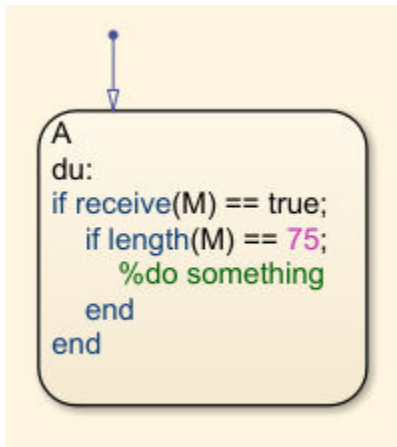 A
du:
if receive(M) == true;
if length(M) == 75;
%do something
end
end